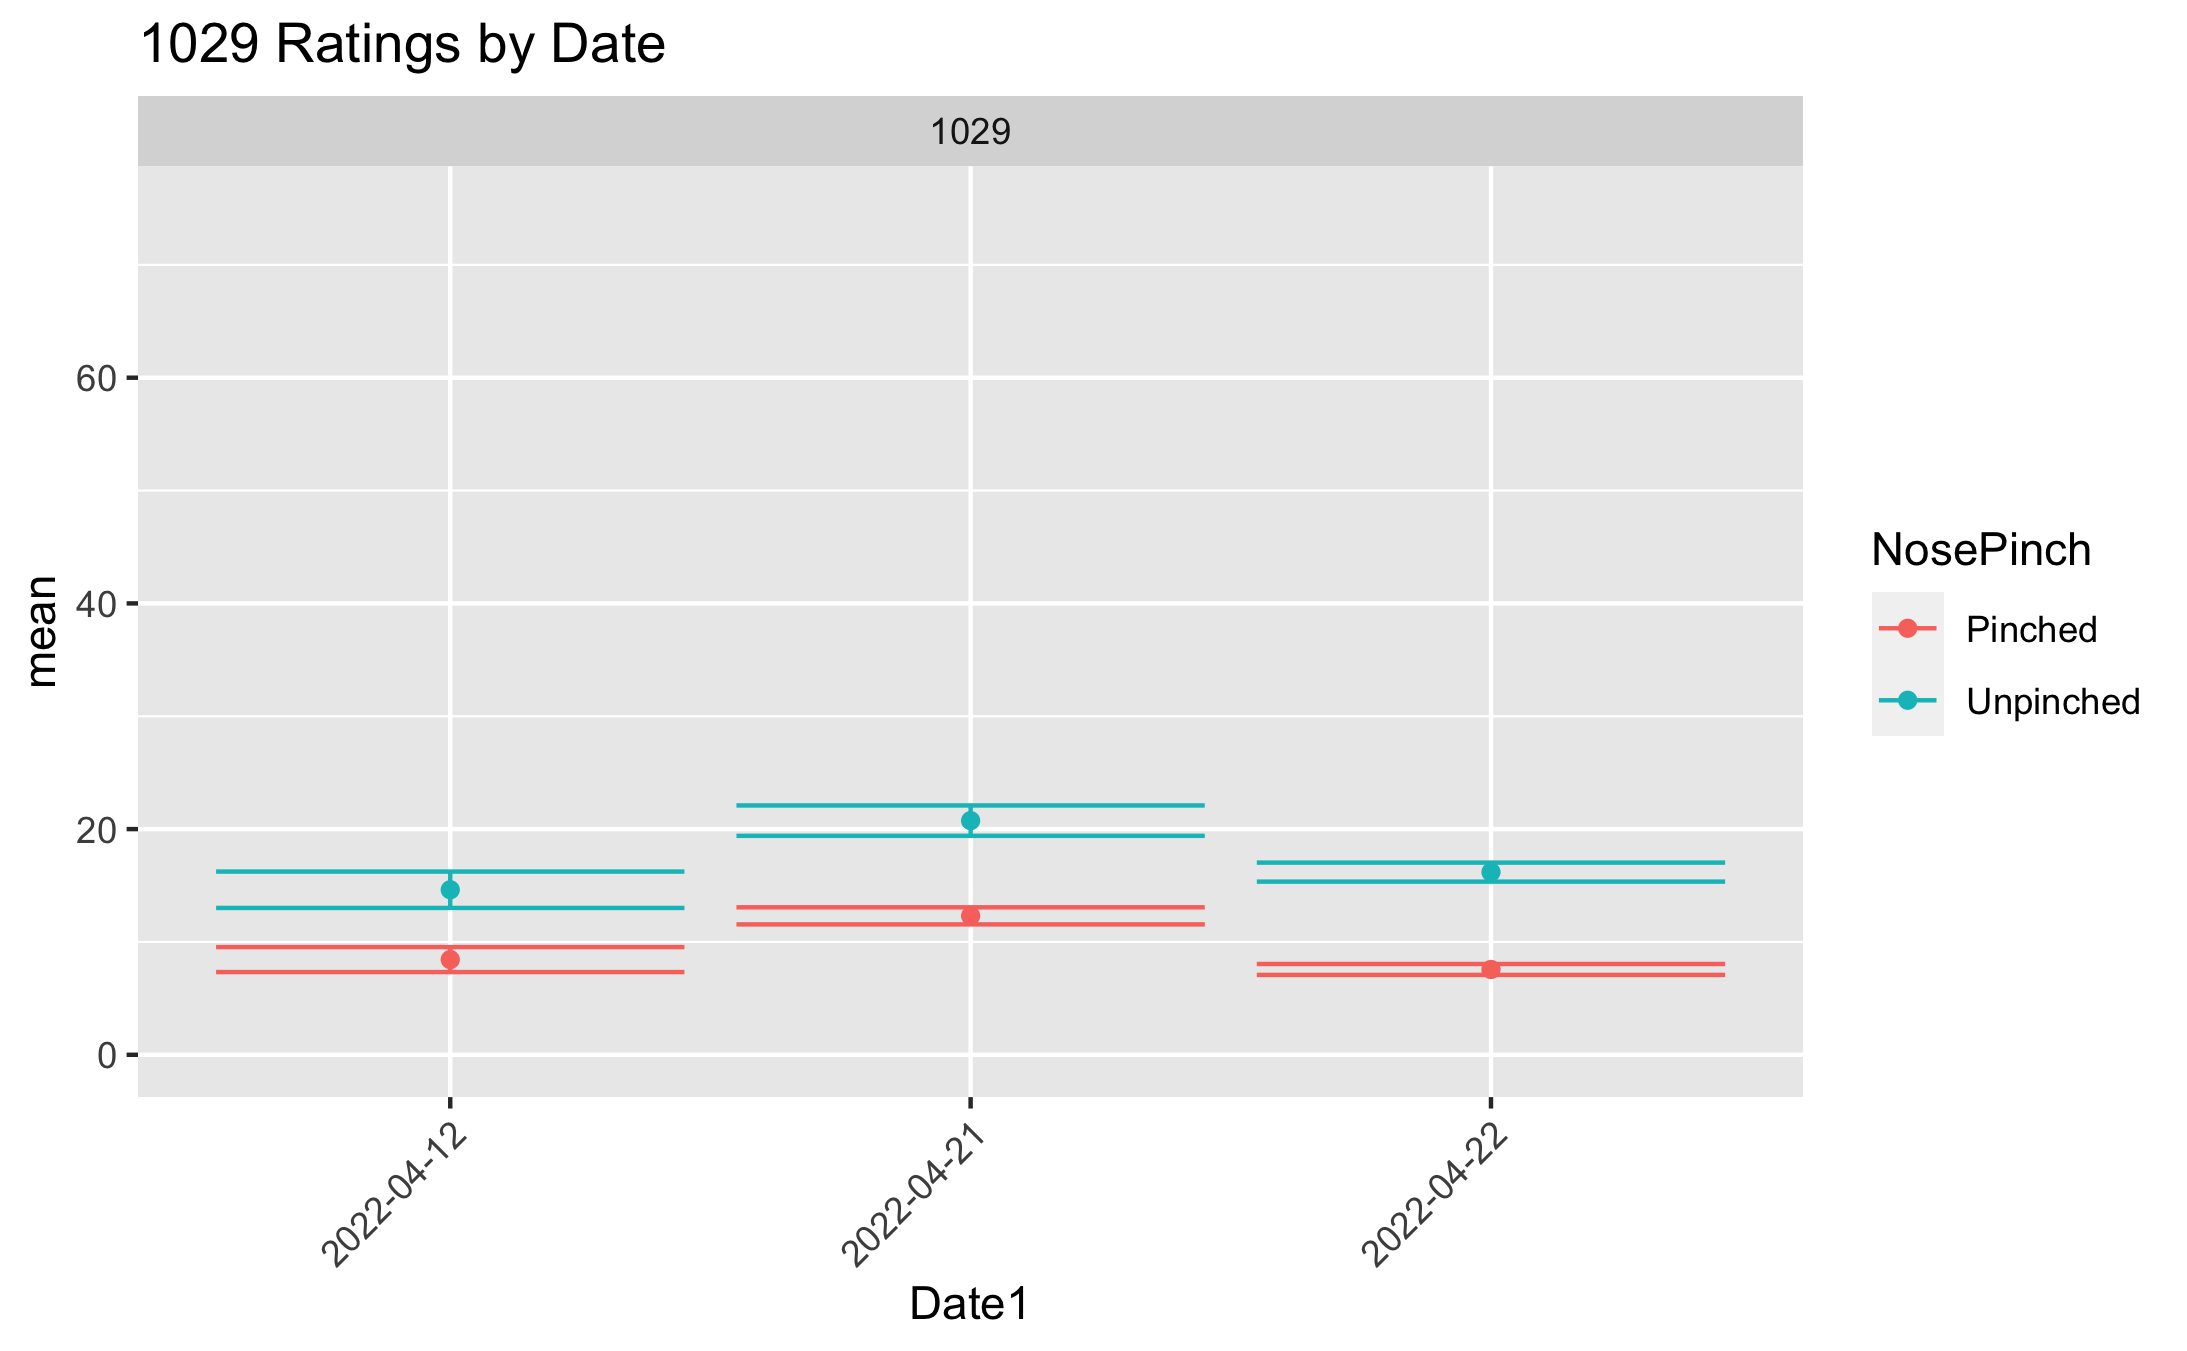 1029 Ratings by Date
1029
60
40
20
0
mean
2022-04-12
2022-04-21
2022-04-22
Date1
NosePinch
Pinched
Unpinched